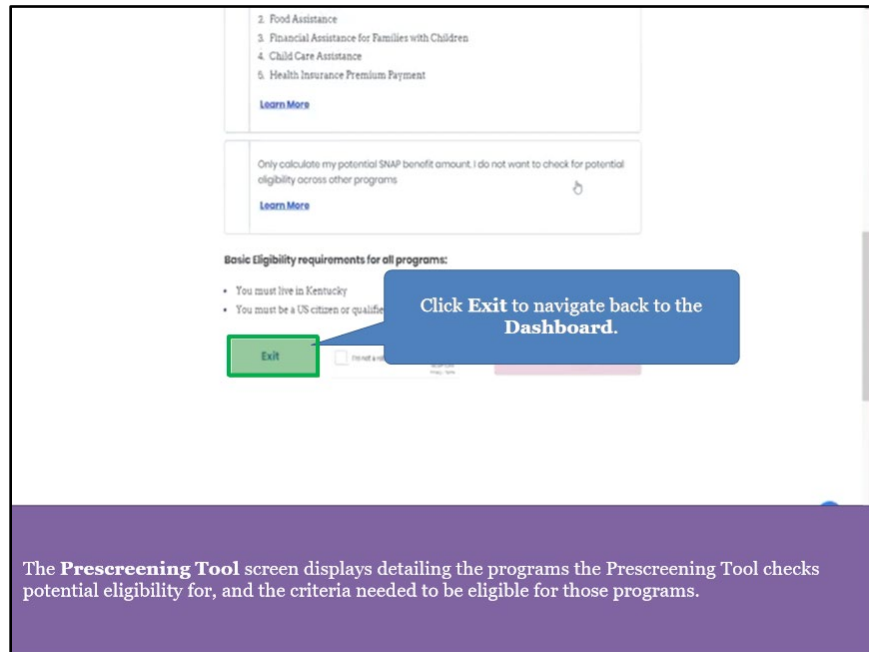 2. Food Assistance
3. Financial Assistance for Families with Children
4. Child Care Assistance
5. Health Insurance Premium Payment
Learn More
Only calculate my potential SNAP benefit amount. I do not want to check for potential
eligibility across other programs
Learn More
Basic Eligibility requirements for all programs:
• You must live in Kentucky
• You must be a US citizen or qualifie
Click Exit to navigate back to the
Dashboard.
Exit
I'm not a
The Prescreening Tool screen displays detailing the programs the Prescreening Tool checks
potential eligibility for, and the criteria needed to be eligible for those programs.